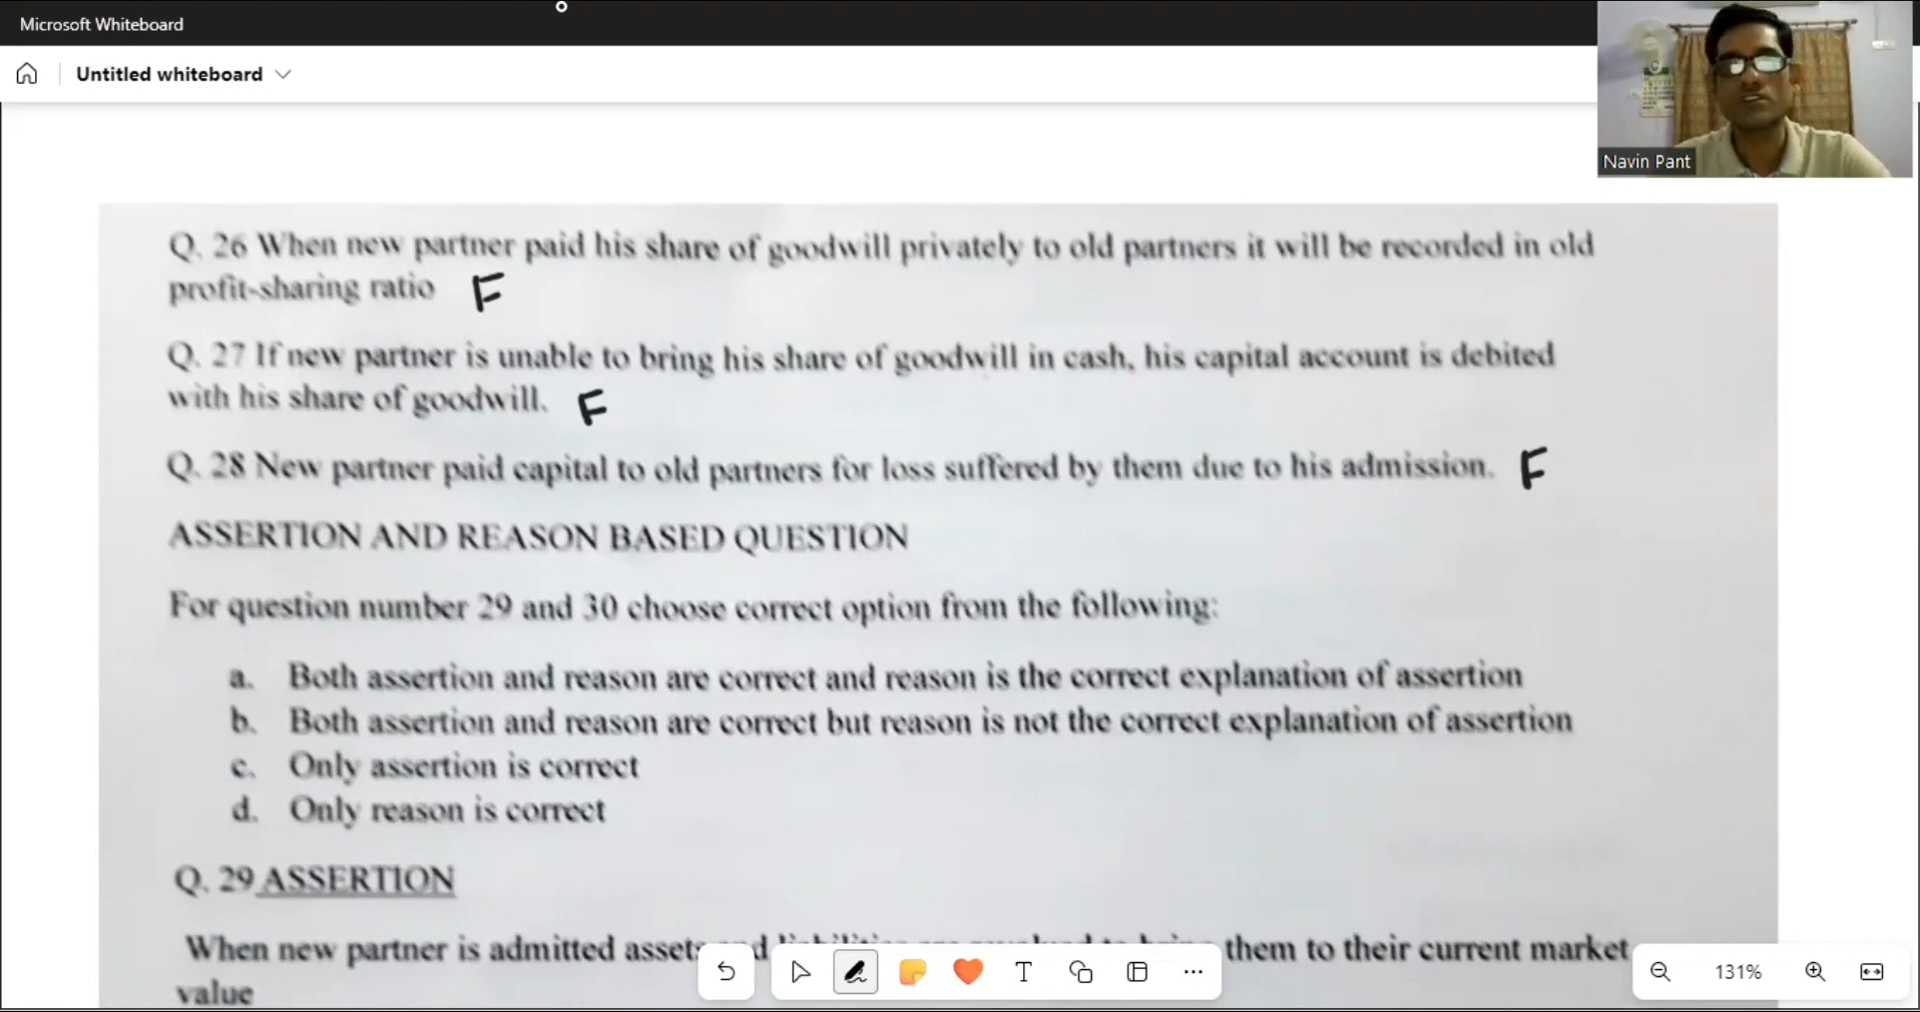 Microsoft Whiteboard
Untitled whiteboard
Navin Pant
Q. 26 When new partner paid his share of goodwill privately to old partners it will be recorded in old
profit-sharing ratio F
Q. 27 If new partner is unable to bring his share of goodwill in cash, his capital account is debited
with his share of goodwill. F
Q. 28 New partner paid capital to old partners for loss suffered by them due to his admission. F
ASSERTION AND REASON BASED QUESTION
For question number 29 and 30 choose correct option from the following:
a. Both assertion and reason are correct and reason is the correct explanation of assertion
b. Both assertion and reason are correct but reason is not the correct explanation of assertion
c. Only assertion is correct
d. Only reason is correct
Q. 29 ASSERTION
When new partner is admitted assets them to their current market
value
T
131%